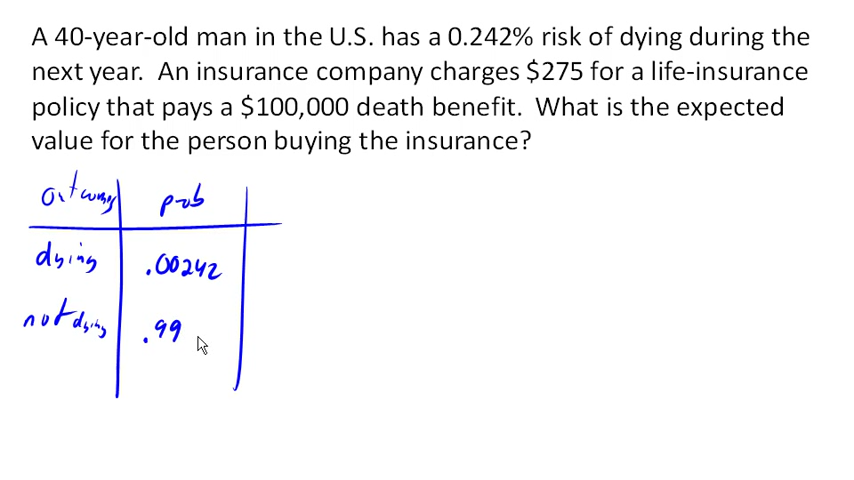 A 40-year-old man in the U.S. has a 0.242% risk of dying during the
next year. An insurance company charges $275 for a life-insurance
policy that pays a $100,000 death benefit. What is the expected
value for the person buying the insurance?
outcomes prob
dying .00242
not dying .99